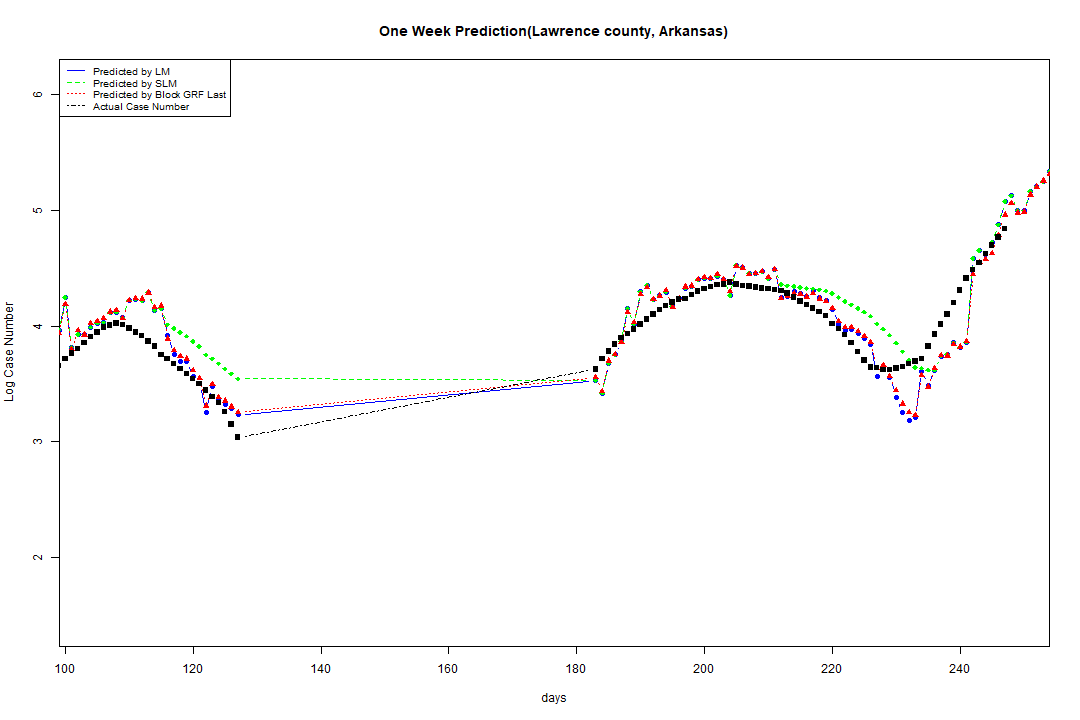 One Week Prediction(Lawrence county, Arkansas)
Predicted by LM
Predicted by SLM
Predicted by Block GRF Last
Actual Case Number
6
5
4
3
2
Log Case Number
100 120 140 160 180 200 220 240
days